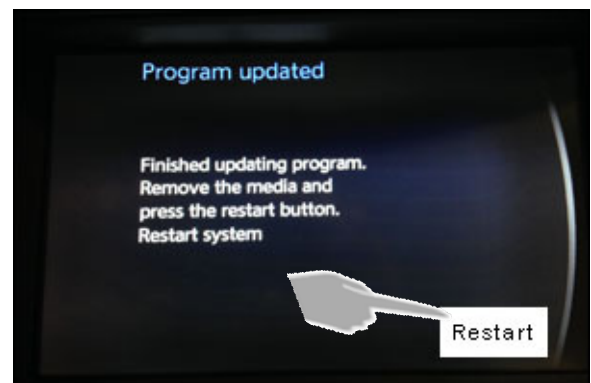 Program updated
Finished updating program.
Remove the media and
press the restart button.
Restart system
Restart